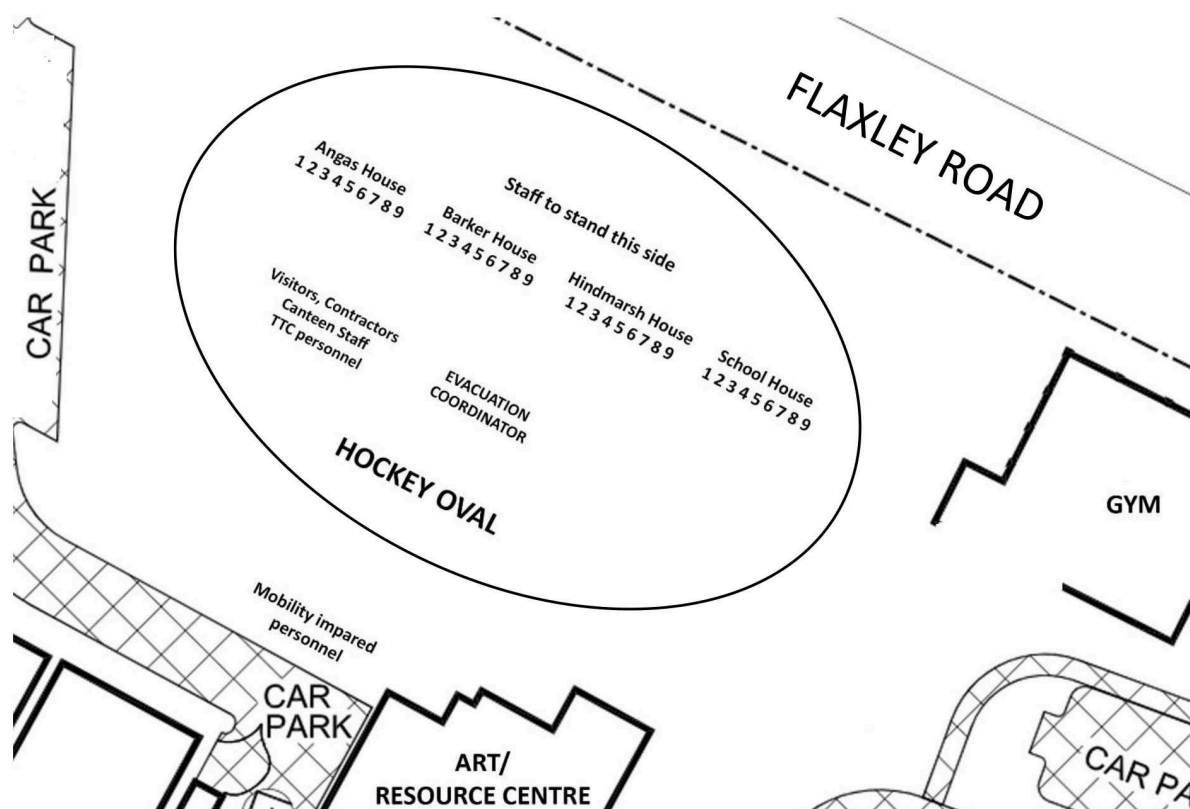 FLAXLEY ROAD
CAR PARK
Angas House
1 2 3 4 5 6 7 8 9
Staff to stand this side
Barker House
1 2 3 4 5 6 7 8 9
Hindmarsh House
1 2 3 4 5 6 7 8 9
School House
1 2 3 4 5 6 7 8 9
Visitors, Contractors
Canteen Staff
TTC personnel
EVACUATION
COORDINATOR
HOCKEY OVAL
GYM
Mobility impared
personnel
CAR
PARK
ART/
RESOURCE CENTRE
CAR PA